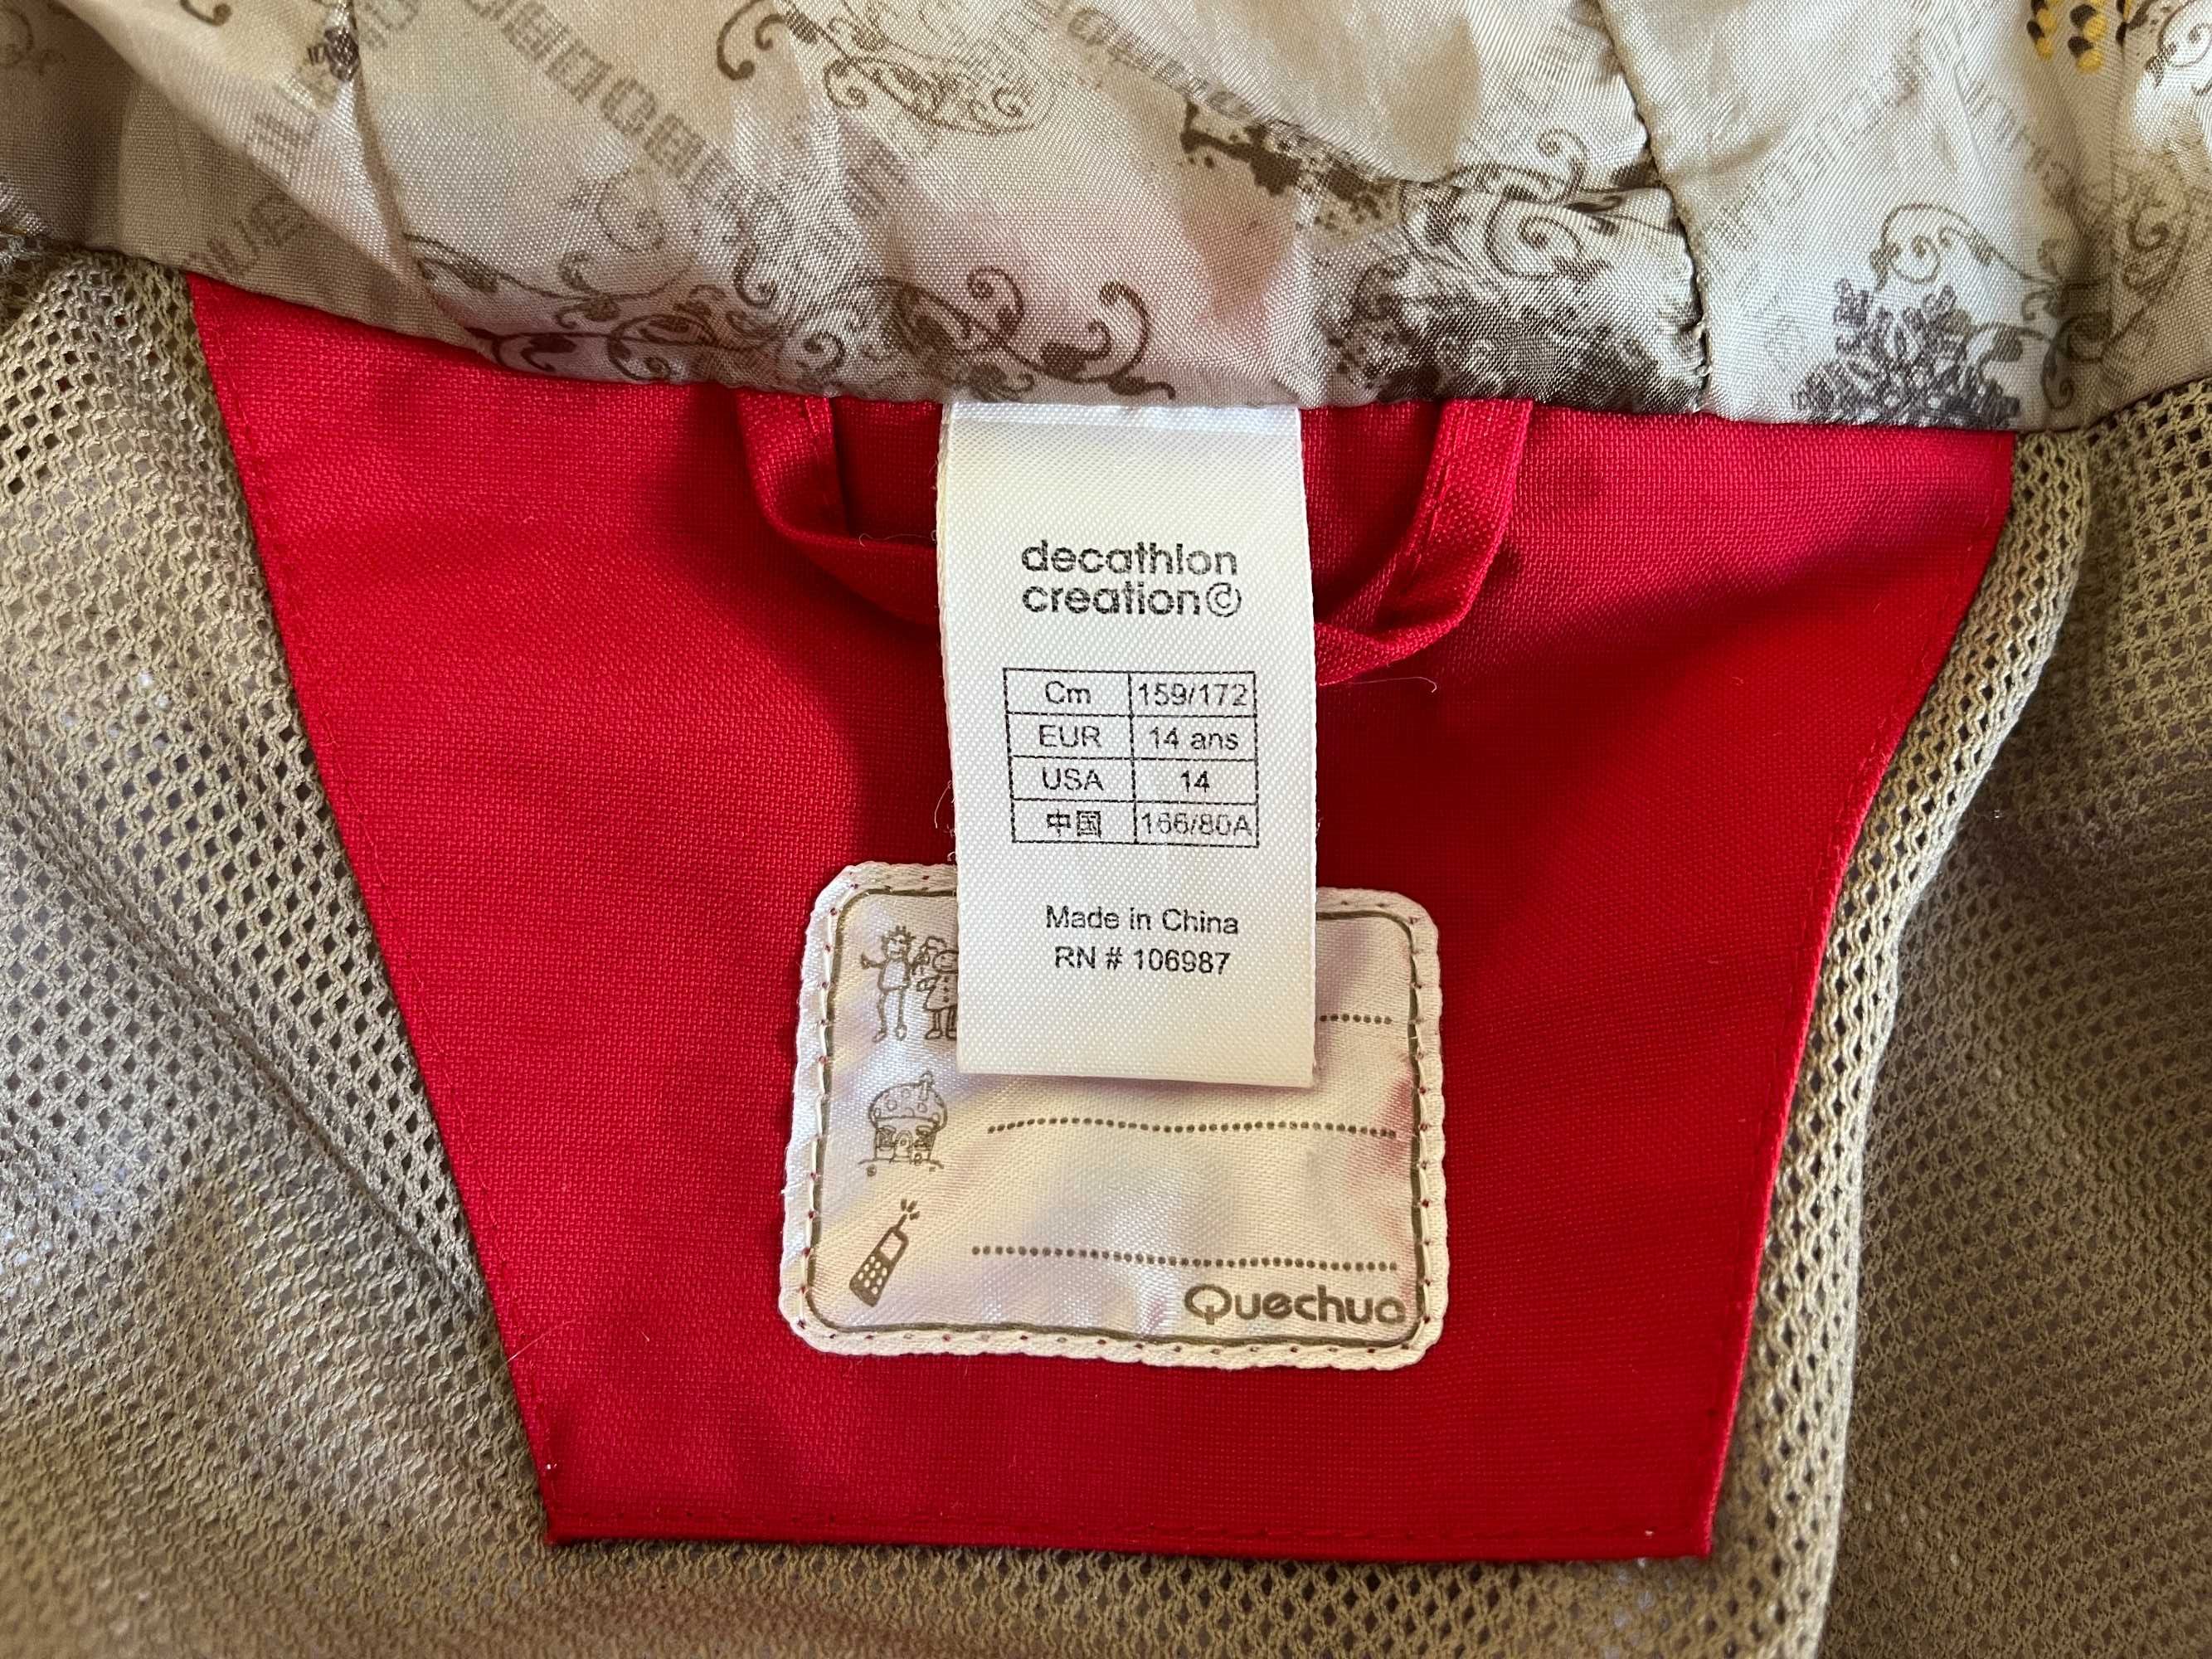 decathlon
creation©
Cm 159/172
EUR 14 ans
USA 14
中国 166/80A
Made in China
RN # 106987
Quechua